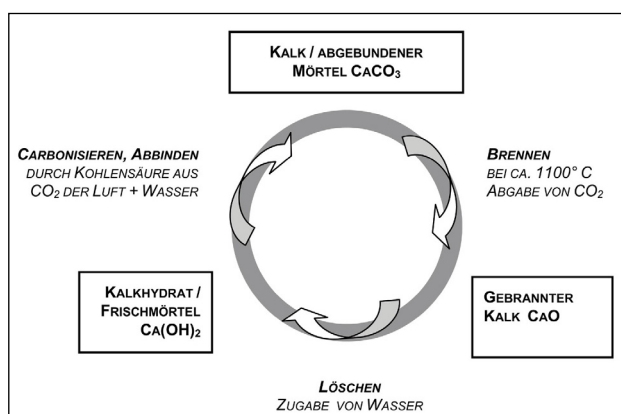 KALK / ABGEBUNDENER
MÖRTEL CACO₃
CARBONISIEREN, ABBINDEN
DURCH KOHLENSÄURE AUS
CO₂ DER LUFT + WASSER
BRENNEN
BEI CA. 1100° C
ABGABE VON CO₂
KALKHYDRAT /
FRISCHMÖRTEL
CA(OH)₂
GEBRANNTER
KALK CAO
LÖSCHEN
ZUGABE VON WASSER